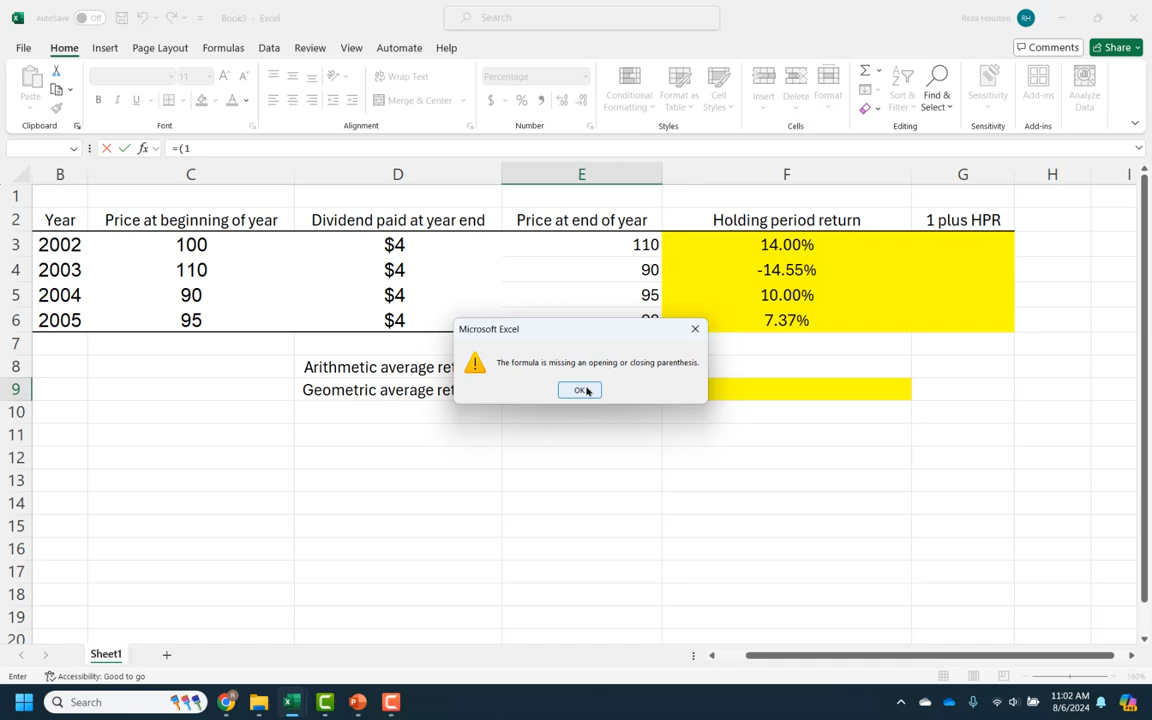 AutoSave Off Book3 - Excel Search Reza Houston RH
File Home Insert Page Layout Formulas Data Review View Automate Help Comments Share
Paste 11 A A Wrap Text Percentage Conditional Formatting Format as Table Cell Styles Insert Delete Format Sort & Filter Find & Select Sensitivity Add-ins Analyze Data
B I U A Merge & Center $ % 9
Clipboard Font Alignment Number Styles Cells Editing Sensitivity Add-ins
fx =(1
B C D E F G H I
1
2 Year Price at beginning of year Dividend paid at year end Price at end of year Holding period return 1 plus HPR
3 2002 100 $4 110 14.00%
4 2003 110 $4 90 -14.55%
5 2004 90 $4 95 10.00%
6 2005 95 $4 7.37%
7
8 Arithmetic average ret
9 Geometric average ret
10
11
12
13
14
15
16
17
18
19
20
Microsoft Excel
The formula is missing an opening or closing parenthesis.
OK
Sheet1
Enter Accessibility: Good to go 160%
Search 11:02 AM
8/6/2024